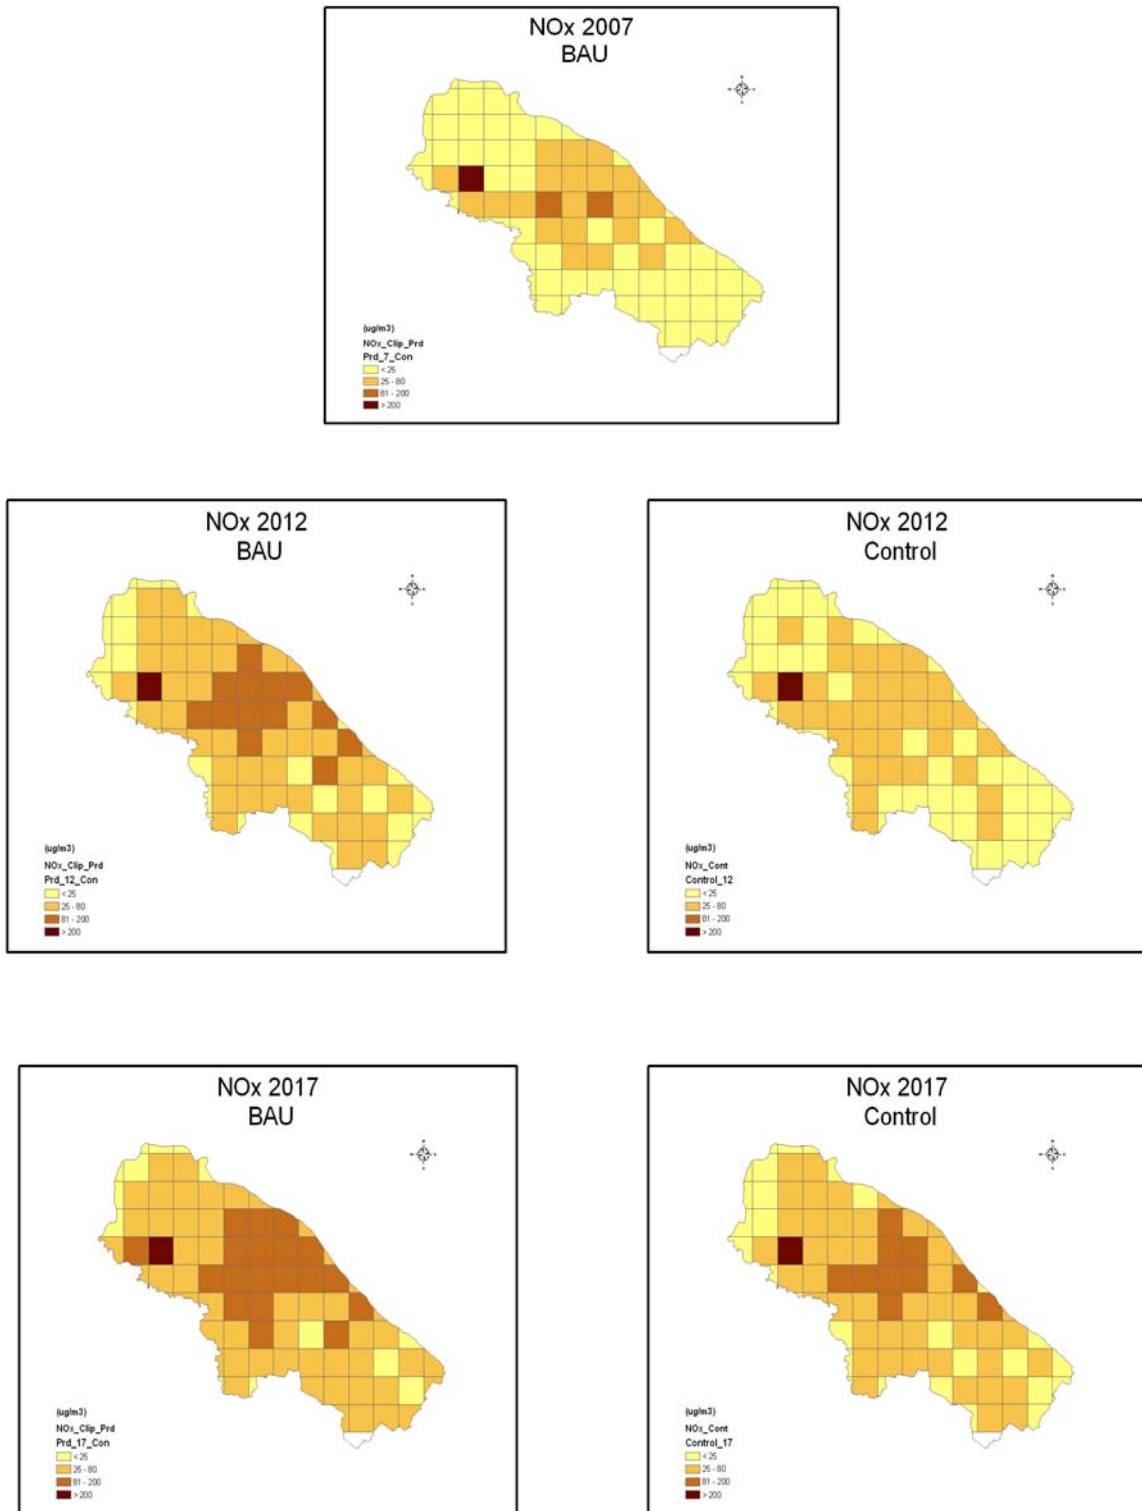 NOx 2007
BAU
(ug/m3)
NOx_Clip_Prd
Prd_7_Con
< 25
25 - 80
81 - 200
> 200
NOx 2012
BAU
(ug/m3)
NOx_Clip_Prd
Prd_12_Con
< 25
25 - 80
81 - 200
> 200
NOx 2012
Control
(ug/m3)
NOx_Cont
Control_12
< 25
25 - 80
81 - 200
> 200
NOx 2017
BAU
(ug/m3)
NOx_Clip_Prd
Prd_17_Con
< 25
25 - 80
81 - 200
> 200
NOx 2017
Control
(ug/m3)
NOx_Cont
Control_17
< 25
25 - 80
81 - 200
> 200